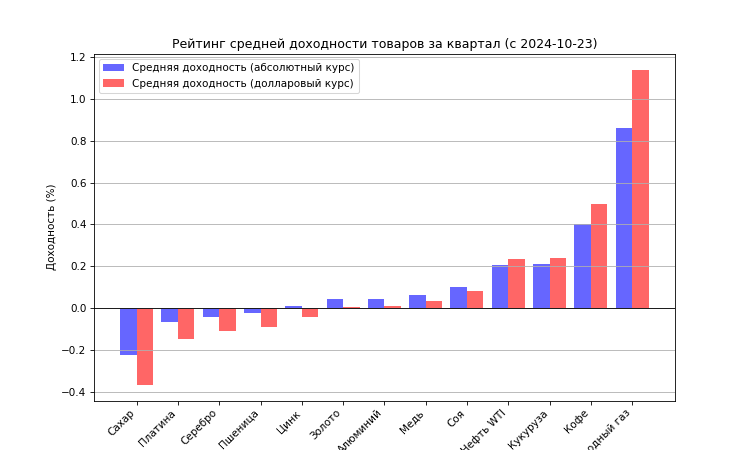 Рейтинг средней доходности товаров за квартал (с 2024-10-23)
Средняя доходность (абсолютный курс)
Средняя доходность (долларовый курс)
Доходность (%)
1.2
1.0
0.8
0.6
0.4
0.2
0.0
−0.2
−0.4
Сахар
Платина
Серебро
Пшеница
Цинк
Золото
Алюминий
Медь
Соя
Нефть WTI
Кукуруза
Кофе
газ